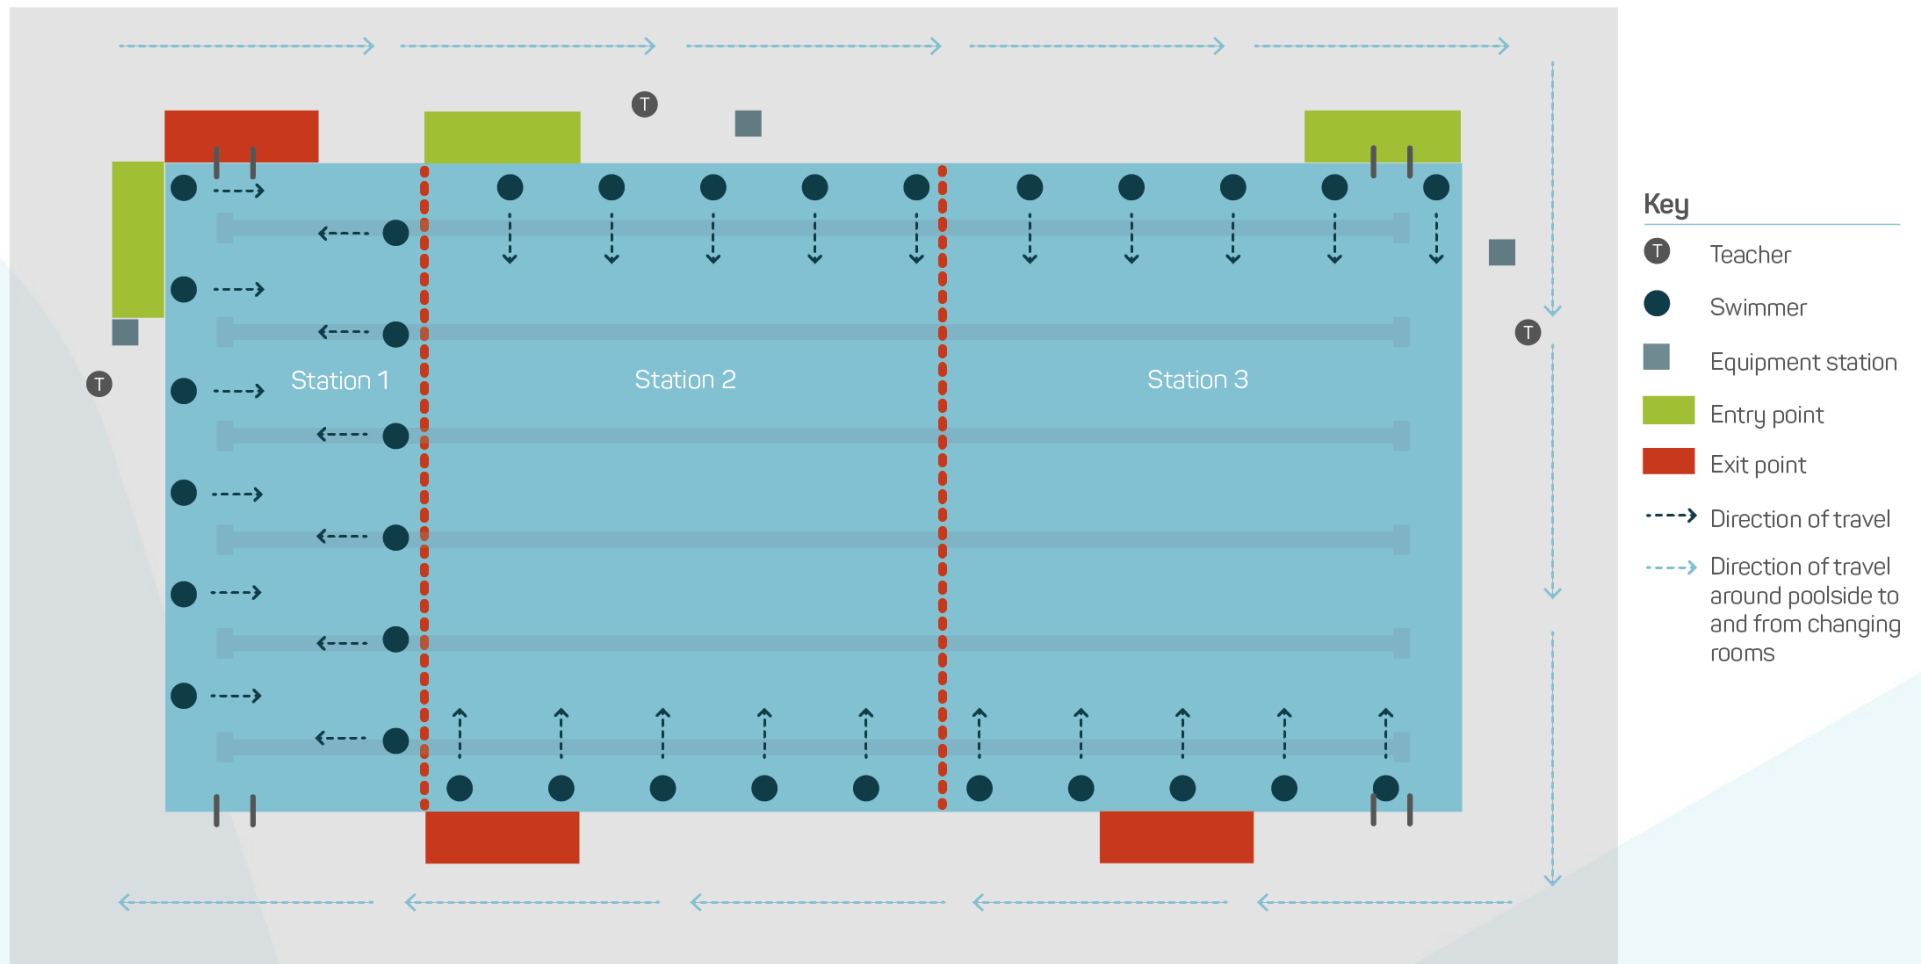 T
T
T
Station 1
Station 2
Station 3
Key
T
Teacher
Swimmer
Equipment station
Entry point
Exit point
Direction of travel
Direction of travel
around poolside to
and from changing
rooms